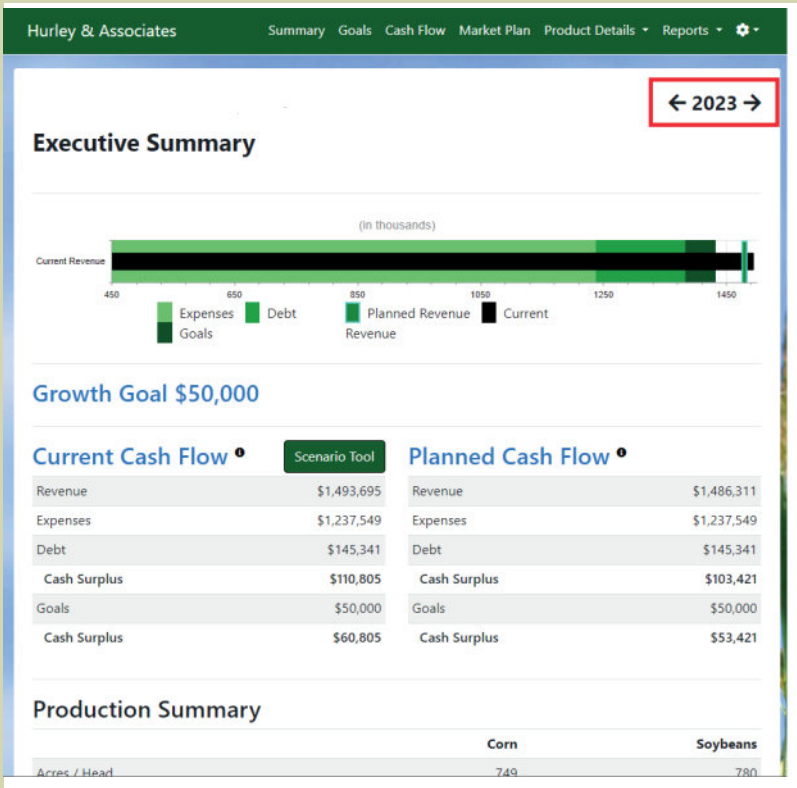 Hurley & Associates Summary Goals Cash Flow Market Plan Product Details Reports
2023
Executive Summary
(In thousands)
Current Revenue
450 650 850 1050 1250 1450
Expenses Debt Planned Revenue Current
Goals Revenue
Growth Goal $50,000
Current Cash Flow Scenario Tool Planned Cash Flow
Revenue $1,493,695 Revenue $1,486,311
Expenses $1,237,549 Expenses $1,237,549
Debt $145,341 Debt $145,341
Cash Surplus $110,805 Cash Surplus $103,421
Goals $50,000 Goals $50,000
Cash Surplus $60,805 Cash Surplus $53,421
Production Summary
Corn Soybeans
Acres / Head 749 780